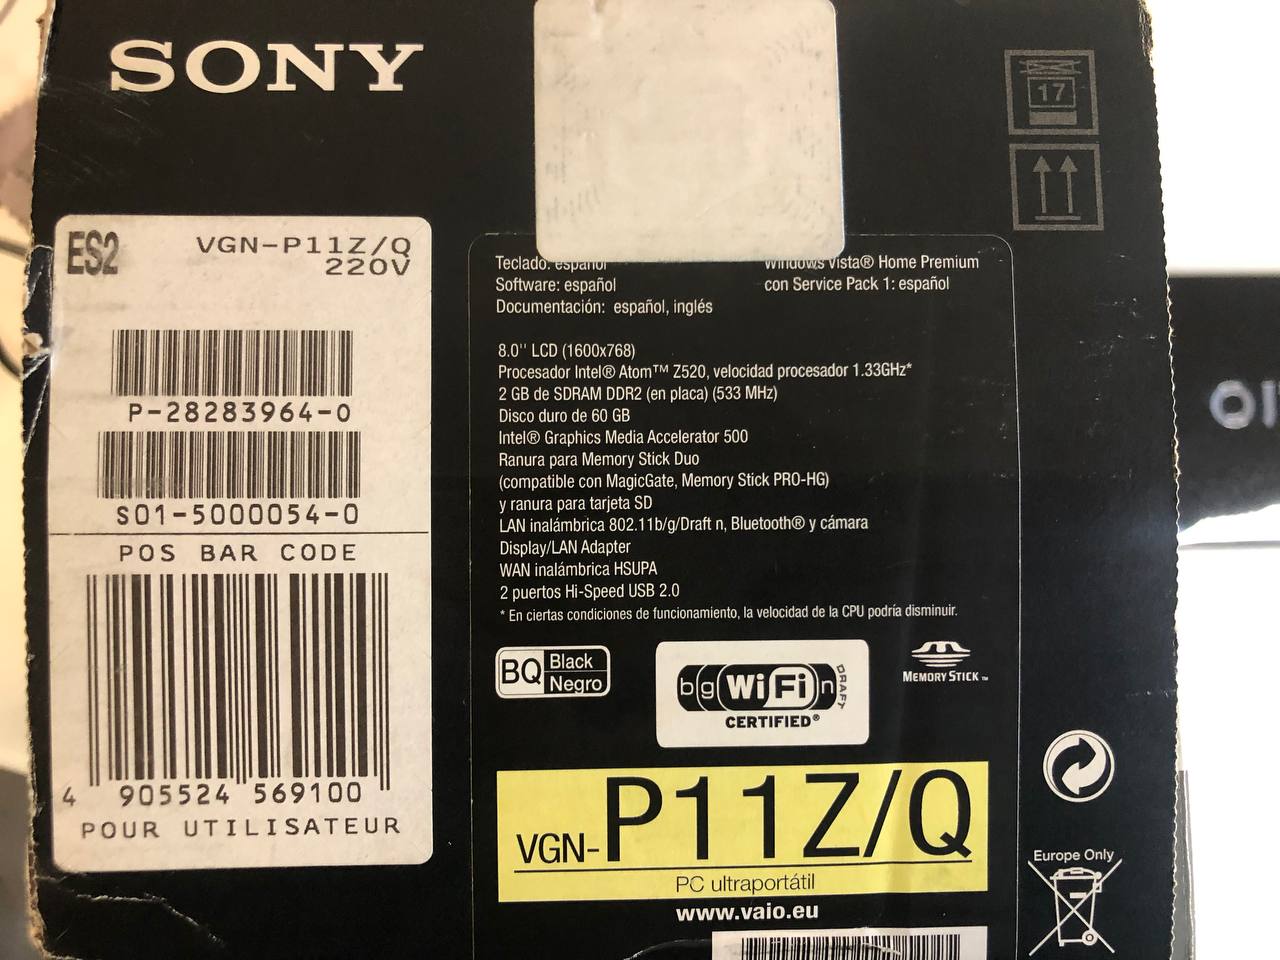 SONY
17
ES2
VGN-P11Z/Q
220V
P-28283964-0
S01-5000054-0
POS BAR CODE
4 905524 569100
POUR UTILISATEUR
Teclado: español
Software: español
Documentación: español, inglés
Windows Vista® Home Premium
con Service Pack 1: español
8.0'' LCD (1600x768)
Procesador Intel® Atom™ Z520, velocidad procesador 1.33GHz*
2 GB de SDRAM DDR2 (en placa) (533 MHz)
Disco duro de 60 GB
Intel® Graphics Media Accelerator 500
Ranura para Memory Stick Duo
(compatible con MagicGate, Memory Stick PRO-HG)
y ranura para tarjeta SD
LAN inalámbrica 802.11b/g/Draft n, Bluetooth® y cámara
Display/LAN Adapter
WAN inalámbrica HSUPA
2 puertos Hi-Speed USB 2.0
* En ciertas condiciones de funcionamiento, la velocidad de la CPU podría disminuir.
BQ Black
Negro
b g Wi Fi n DRAFT
CERTIFIED®
MEMORY STICK™
VGN-P11Z/Q
PC ultraportátil
www.vaio.eu
Europe Only